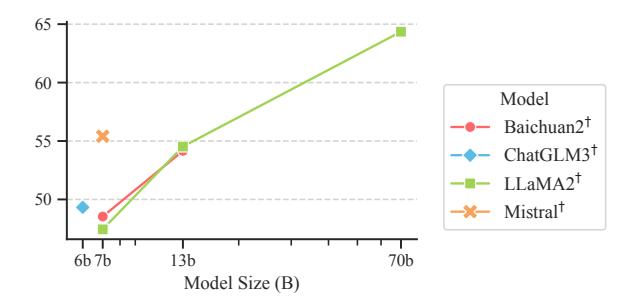 65
60
55
50
6b 7b 13b 70b
Model Size (B)
Model
Baichuan2†
ChatGLM3†
LLaMA2†
Mistral†